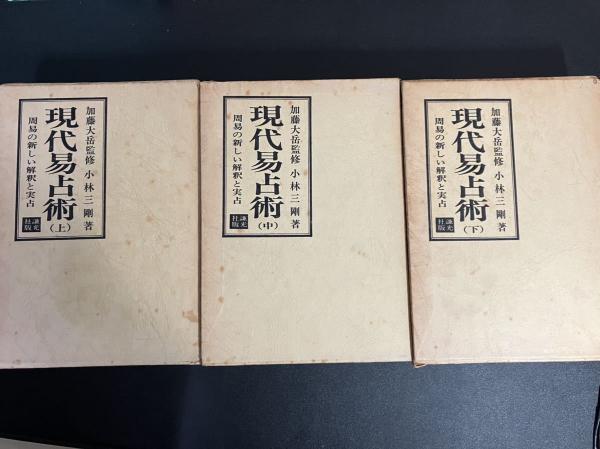 加藤大岳監修 小林三剛 著
現代易占術(上)
周易の新しい解釈と実占
謙光社版
加藤大岳監修 小林三剛 著
現代易占術(中)
周易の新しい解釈と実占
謙光社版
加藤大岳監修 小林三剛 著
現代易占術(下)
周易の新しい解釈と実占
謙光社版